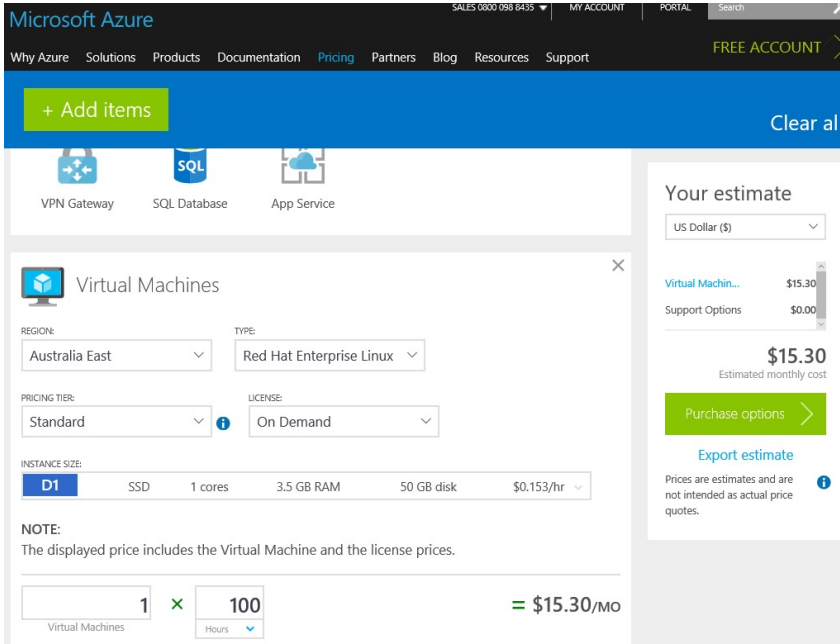 SALES 0800 098 8435 MY ACCOUNT PORTAL Search
Microsoft Azure
Why Azure Solutions Products Documentation Pricing Partners Blog Resources Support
FREE ACCOUNT
+ Add items
Clear al
SQL
VPN Gateway SQL Database App Service
Your estimate
US Dollar ($)
Virtual Machin... $15.30
Support Options $0.00
$15.30
Estimated monthly cost
Purchase options
Export estimate
Prices are estimates and are
not intended as actual price
quotes.
Virtual Machines
REGION: TYPE:
Australia East Red Hat Enterprise Linux
PRICING TIER: LICENSE:
Standard On Demand
INSTANCE SIZE:
D1 SSD 1 cores 3.5 GB RAM 50 GB disk $0.153/hr
NOTE:
The displayed price includes the Virtual Machine and the license prices.
1 × 100 = $15.30/MO
Virtual Machines Hours